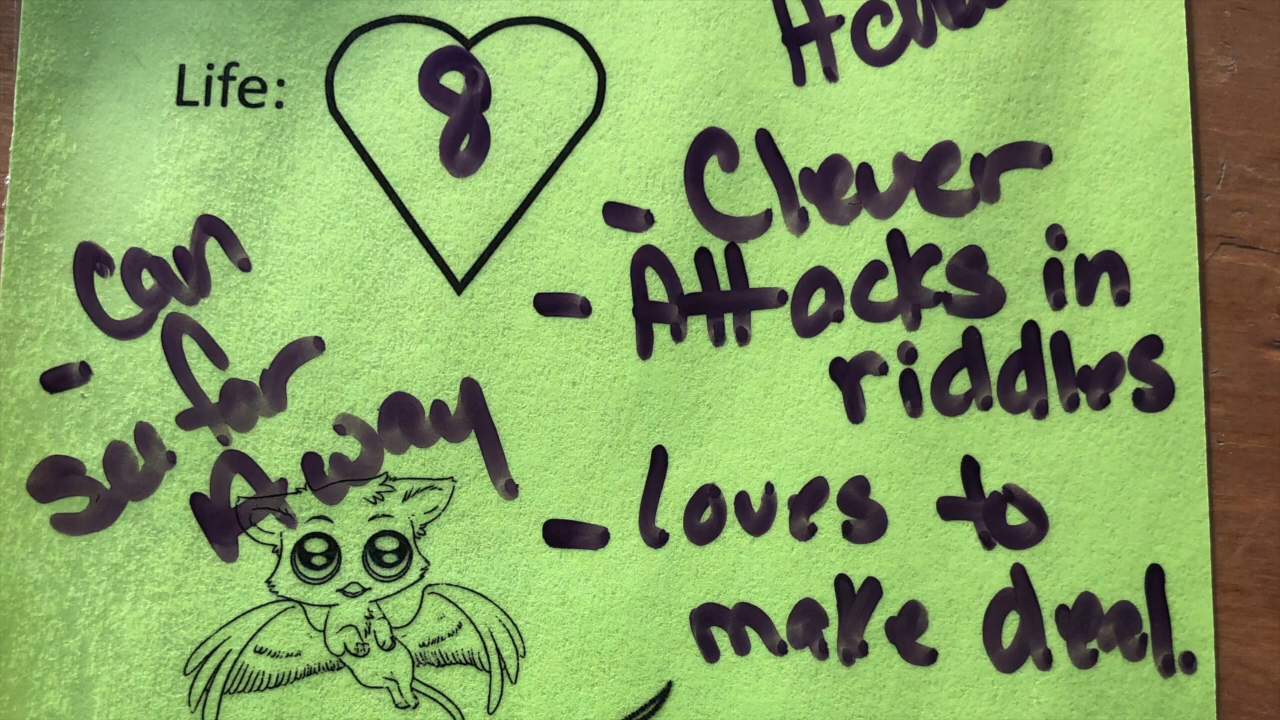 Life:
8
- Clever
- Attacks in
riddles
- loves to
make deal.
- Can
see far
Away